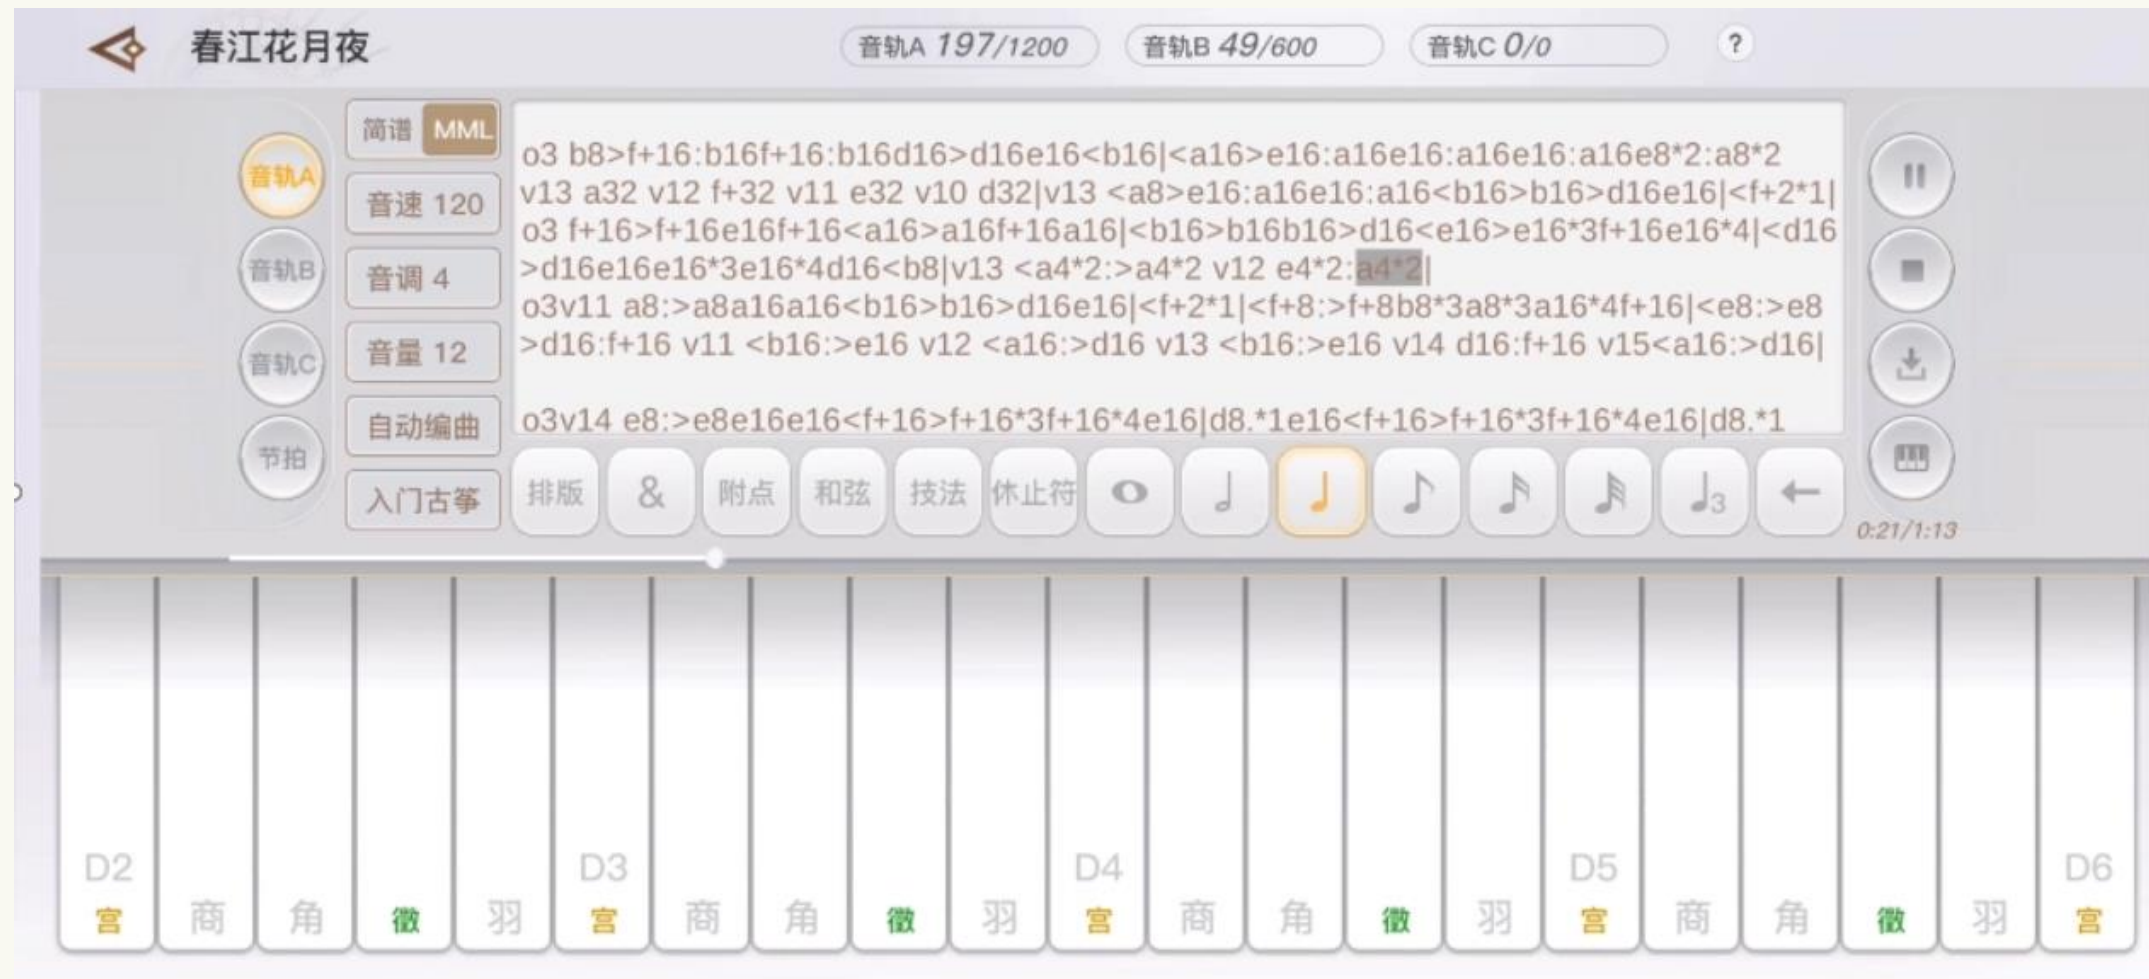 春江花月夜
音轨A 197/1200
音轨B 49/600
音轨C 0/0
?
音轨A
音轨B
音轨C
节拍
简谱 MML
音速 120
音调 4
音量 12
自动编曲
入门古筝
o3 b8>f+16:b16f+16:b16d16>d16e16<b16|<a16>e16:a16e16:a16e16:a16e8*2:a8*2
v13 a32 v12 f+32 v11 e32 v10 d32|v13 <a8>e16:a16e16:a16<b16>b16>d16e16|<f+2*1|
o3 f+16>f+16e16f+16<a16>a16f+16a16|<b16>b16b16>d16<e16>e16*3f+16e16*4|<d16
>d16e16e16*3e16*4d16<b8|v13 <a4*2:>a4*2 v12 e4*2:a4*2|
o3v11 a8:>a8a16a16<b16>b16>d16e16|<f+2*1|<f+8:>f+8b8*3a8*3a16*4f+16|<e8:>e8
>d16:f+16 v11 <b16:>e16 v12 <a16:>d16 v13 <b16:>e16 v14 d16:f+16 v15<a16:>d16|
o3v14 e8:>e8e16e16<f+16>f+16*3f+16*4e16|d8.*1e16<f+16>f+16*3f+16*4e16|d8.*1
排版
&
附点
和弦
技法
休止符
3
0:21/1:13
D2
宫
商
角
徵
羽
D3
宫
商
角
徵
羽
D4
宫
商
角
徵
羽
D5
宫
商
角
徵
羽
D6
宫